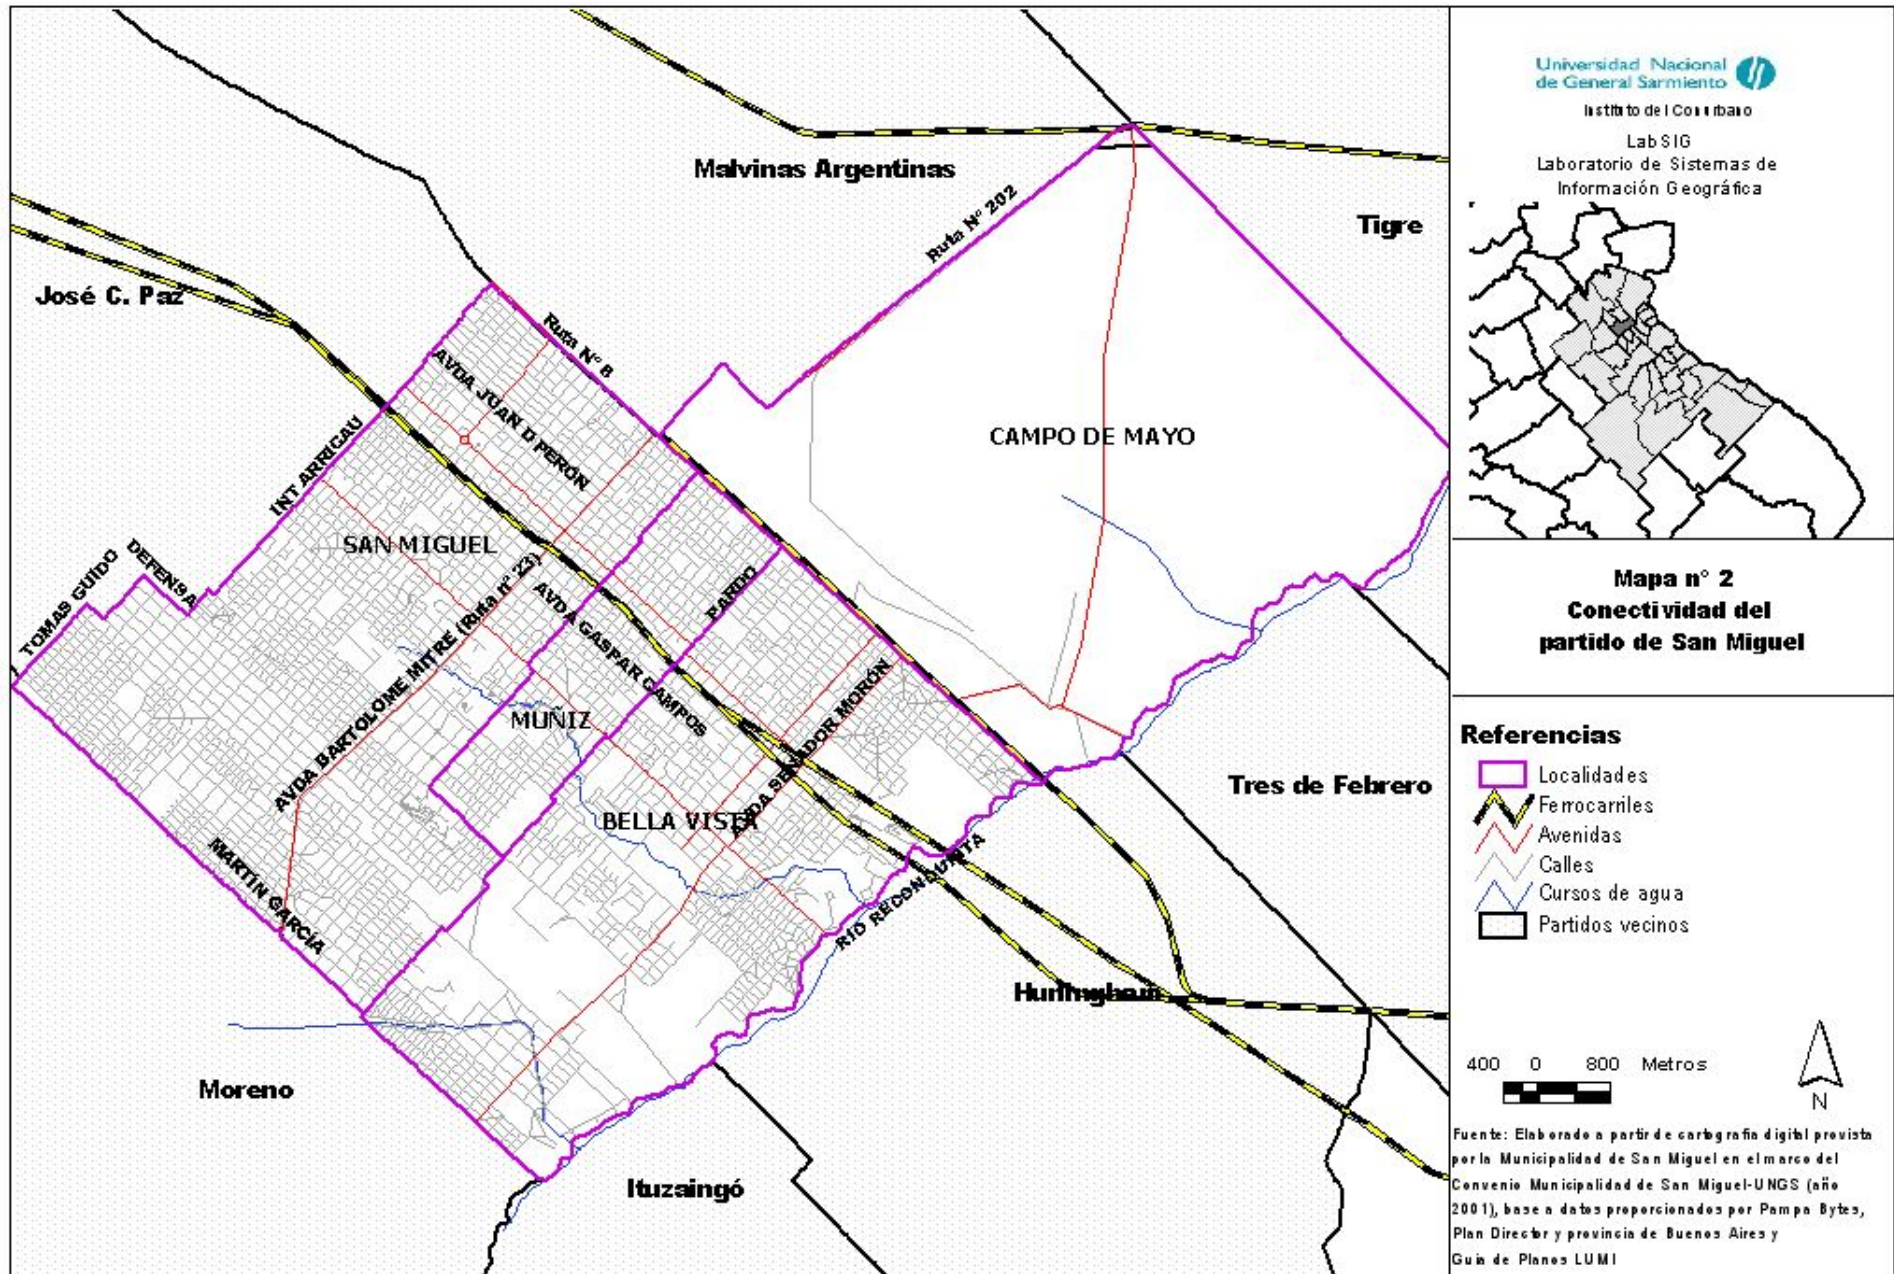 Malvinas Argentinas
Tigre
Ruta N° 202
José C. Paz
Ruta N° 8
AVDA JUAN D PERÓN
INT ARRICAU
CAMPO DE MAYO
SAN MIGUEL
TOMAS GUIDO
DEFENSA
AVDA BARTOLOME MITRE (Ruta n° 23)
AVDA GASPAR CAMPOS
PARDO
MUÑIZ
AVDA SENADOR MORÓN
BELLA VISTA
MARTÍN GARCÍA
RÍO RECONQUISTA
Tres de Febrero
Hurlingham
Moreno
Ituzaingó
Universidad Nacional
de General Sarmiento
Instituto del Conurbano
LabSIG
Laboratorio de Sistemas de
Información Geográfica
Mapa n° 2
Conectividad del
partido de San Miguel
Referencias
Localidades
Ferrocarriles
Avenidas
Calles
Cursos de agua
Partidos vecinos
400 0 800 Metros
N
Fuente: Elaborado a partir de cartografia digital provista
por la Municipalidad de San Miguel en el marco del
Convenio Municipalidad de San Miguel-UNGS (año
2001), base a datos proporcionados por Pampa Bytes,
Plan Director y provincia de Buenos Aires y
Guia de Planos LUMI